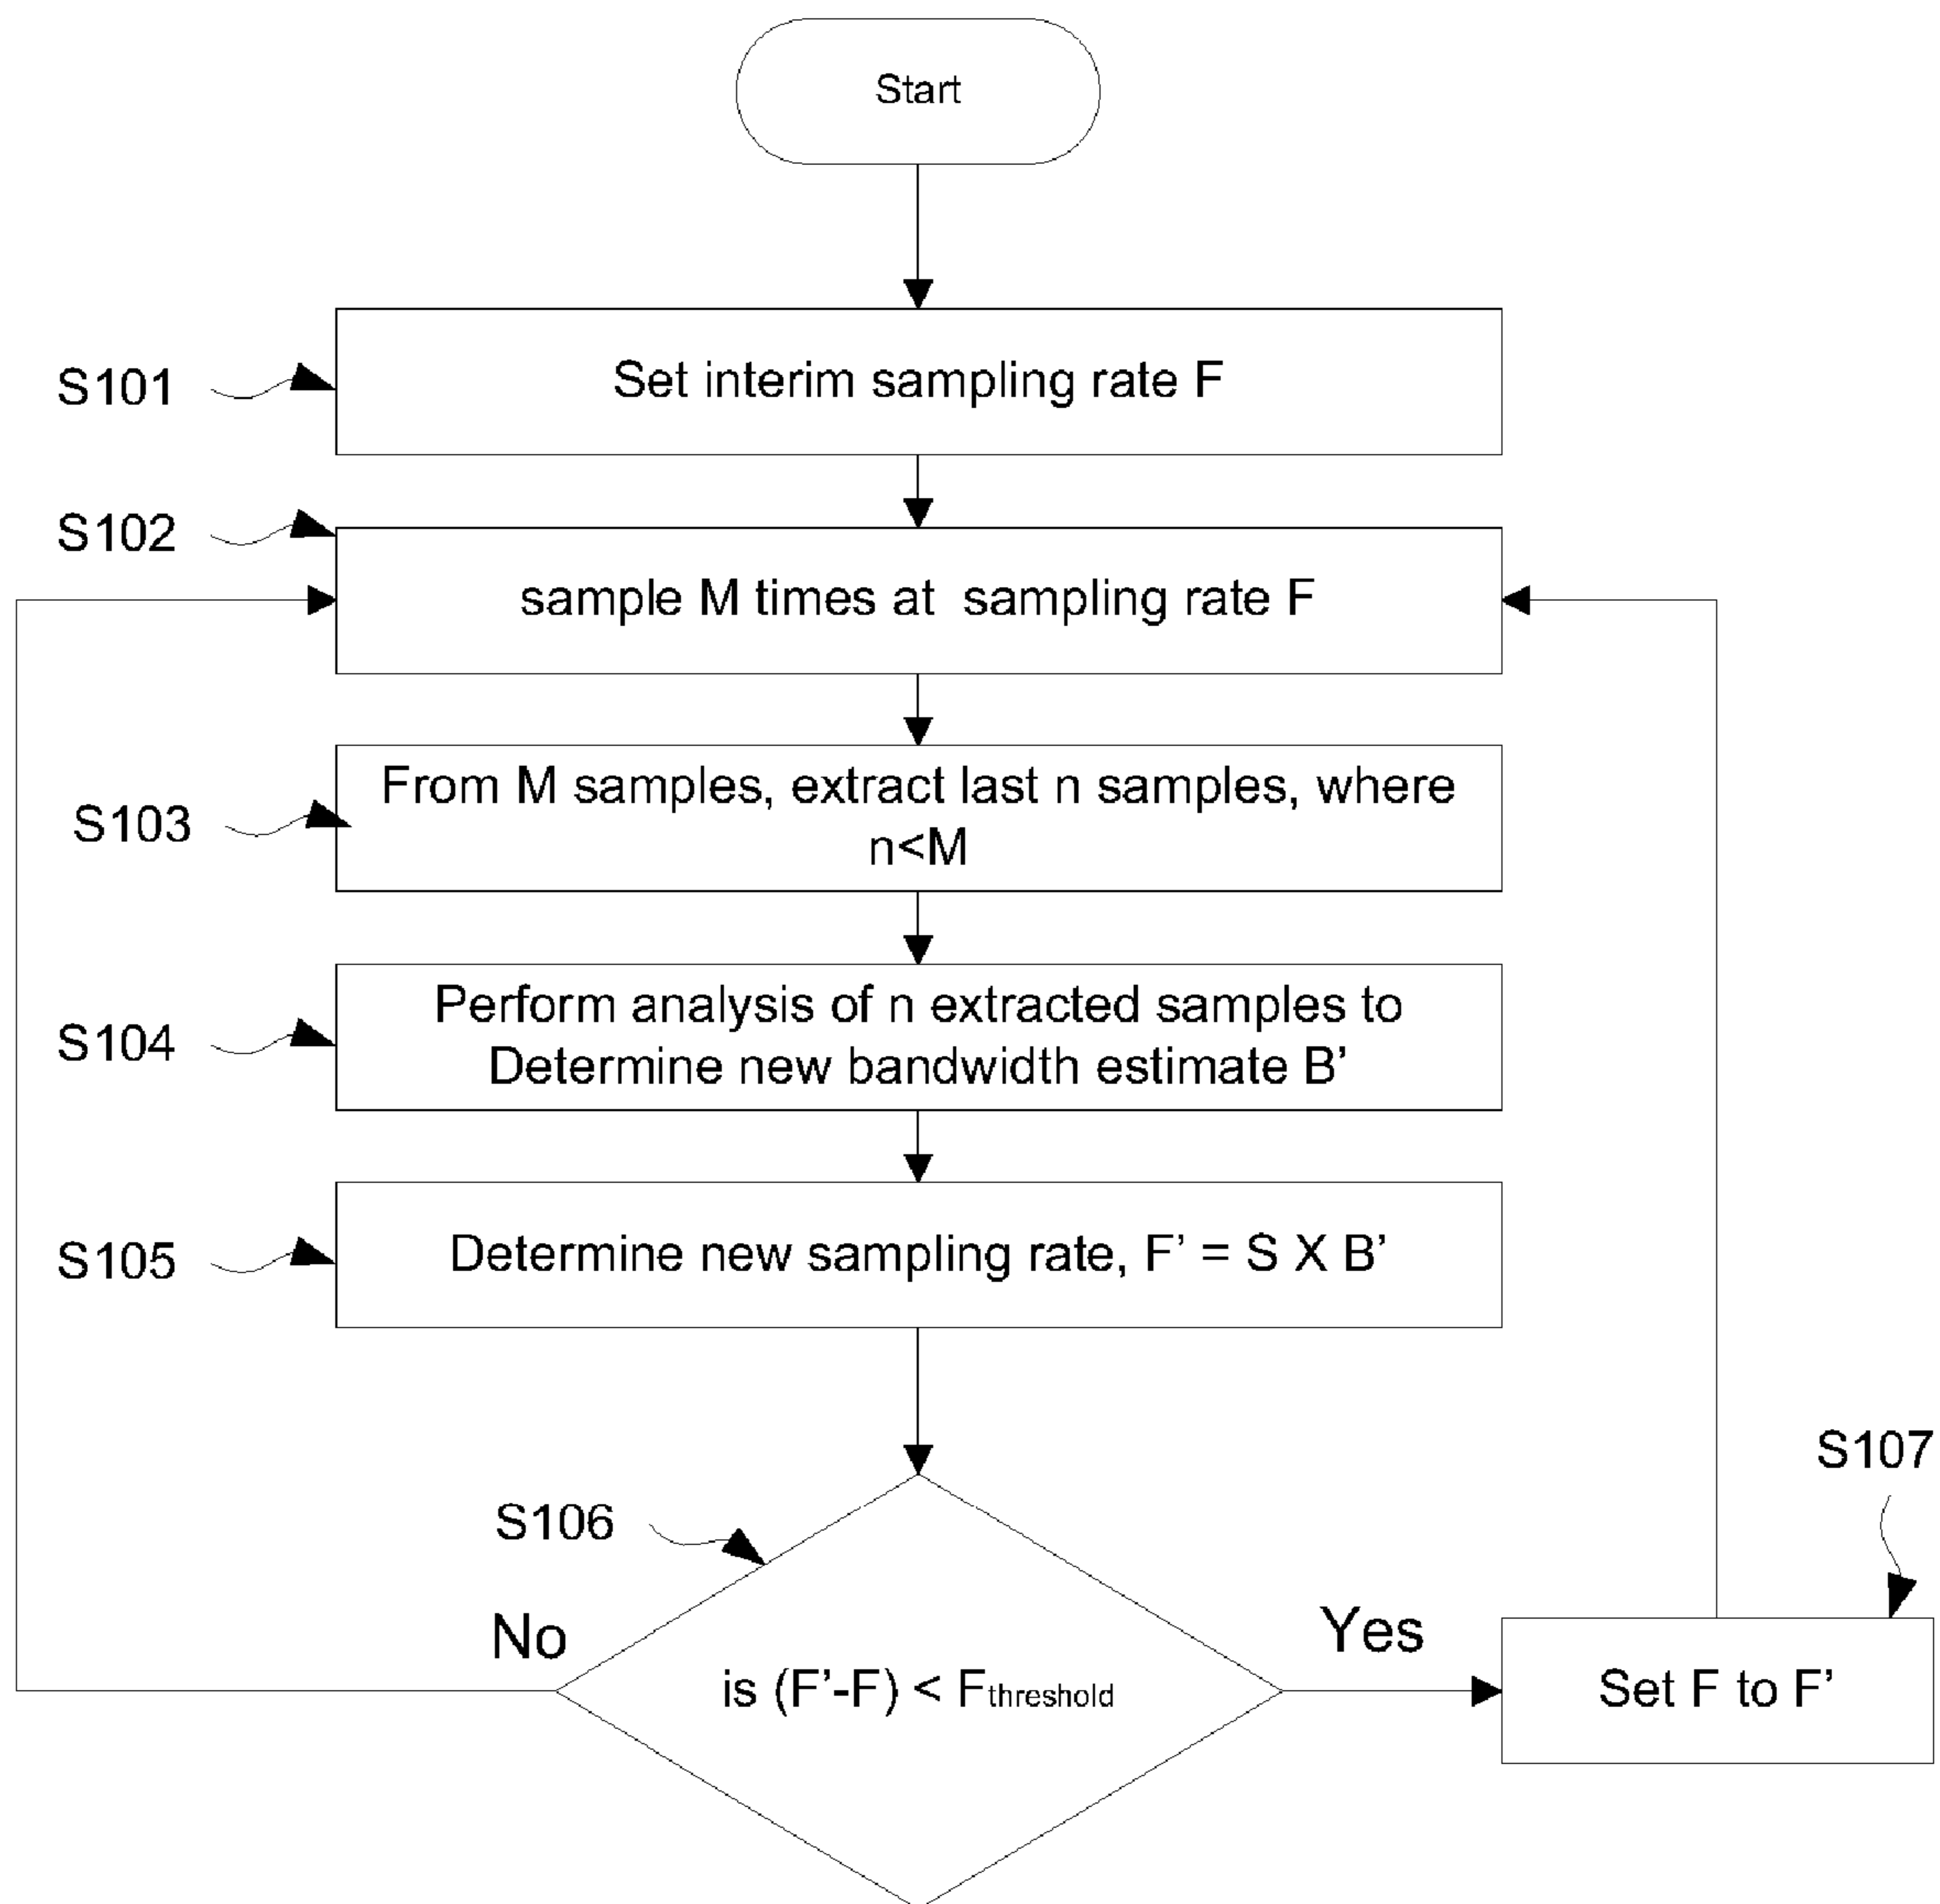 Start
S101
Set interim sampling rate F
S102
sample M times at sampling rate F
S103
From M samples, extract last n samples, where
n<M
S104
Perform analysis of n extracted samples to
Determine new bandwidth estimate B’
S105
Determine new sampling rate, F’ = S X B’
S106
No
is (F’-F) < Fthreshold
Yes
S107
Set F to F’